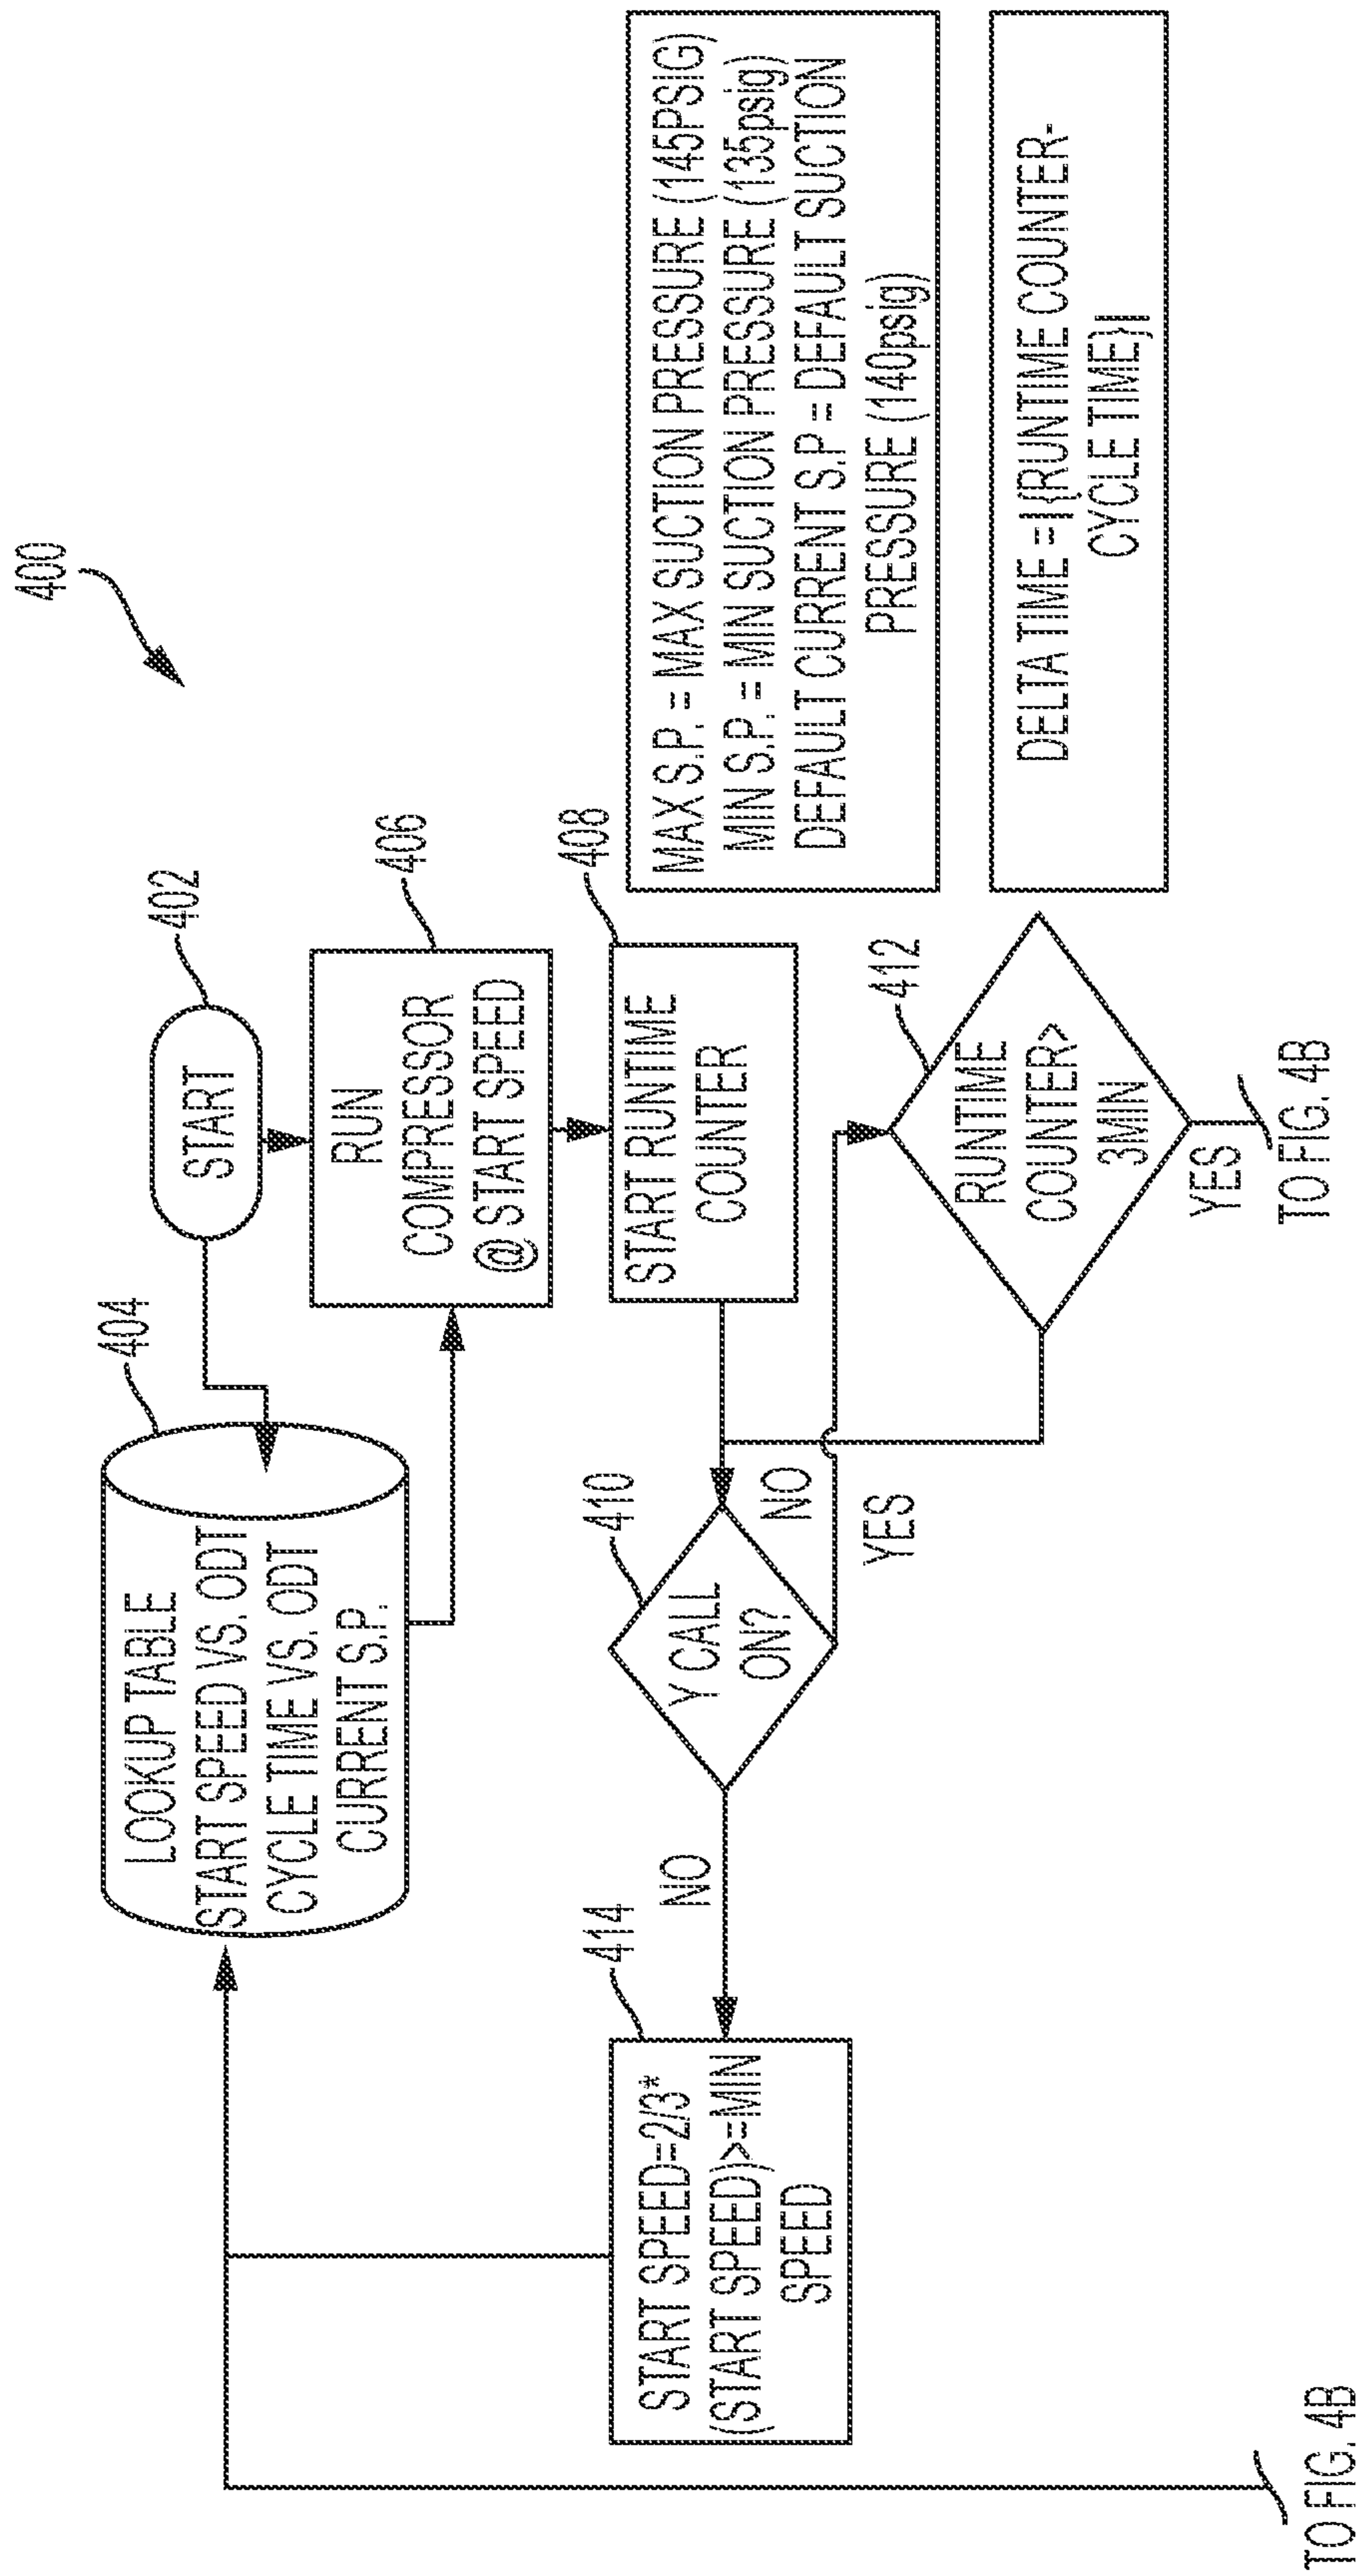 400
402
START
404
LOOKUP TABLE
START SPEED VS. ODT
CYCLE TIME VS. ODT
CURRENT S.P.
406
RUN
COMPRESSOR
@ START SPEED
408
START RUNTIME
COUNTER
410
Y CALL
ON?
NO
YES
NO
412
RUNTIME
COUNTER>
3MIN
YES
TO FIG. 4B
414
START SPEED=2/3*
(START SPEED)>=MIN
SPEED
TO FIG. 4B
MAX S.P. = MAX SUCTION PRESSURE (145PSIG)
MIN S.P. = MIN SUCTION PRESSURE (135psig)
DEFAULT CURRENT S.P = DEFAULT SUCTION
PRESSURE (140psig)
DELTA TIME =|{RUNTIME COUNTER-
CYCLE TIME}|